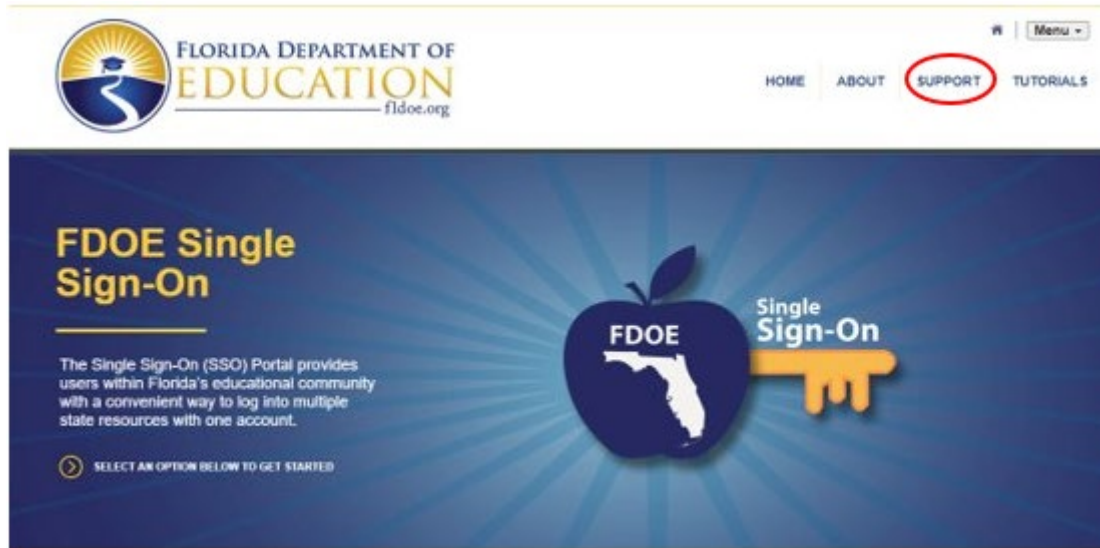 FLORIDA DEPARTMENT OF
EDUCATION
fldoe.org
Menu
HOME ABOUT SUPPORT TUTORIALS
FDOE Single
Sign-On
The Single Sign-On (SSO) Portal provides
users within Florida's educational community
with a convenient way to log into multiple
state resources with one account.
SELECT AN OPTION BELOW TO GET STARTED
FDOE
Single
Sign-On